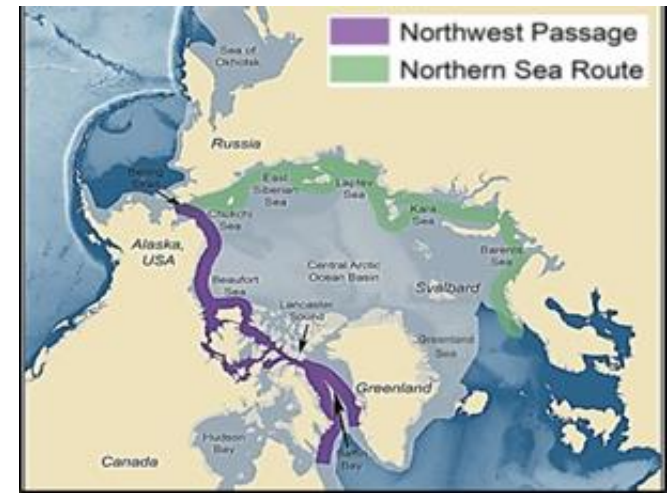 Northwest Passage
Northern Sea Route
Sea of
Okhotsk
Russia
Bering
East
Siberian
Sea
Laptev
Sea
Chukchi
Sea
Kara
Sea
Alaska,
USA
Barents
Sea
Central Arctic
Ocean Basin
Beaufort
Sea
Svalbard
Lancaster
Sound
Greenland
Sea
Greenland
Hudson
Bay
Baffin
Bay
Canada